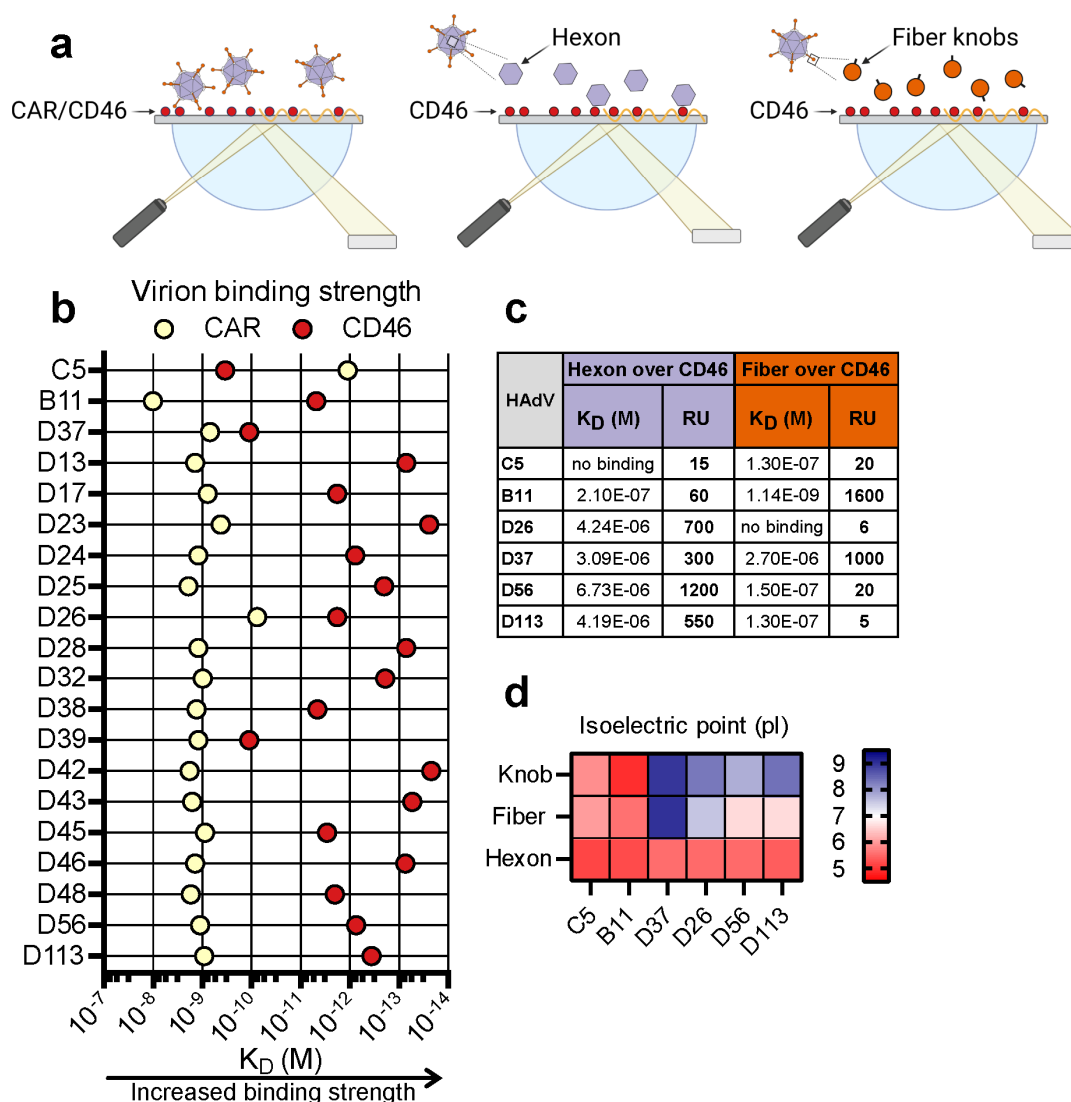 a
Hexon
Fiber knobs
CAR/CD46
CD46
CD46
b
Virion binding strength
CAR
CD46
C5
B11
D37
D13
D17
D23
D24
D25
D26
D28
D32
D38
D39
D42
D43
D45
D46
D48
D56
D113
10-7
10-8
10-9
10-10
10-11
10-12
10-13
10-14
KD (M)
Increased binding strength
c
HAdV Hexon over CD46 Fiber over CD46
KD (M) RU KD (M) RU
C5 no binding 15 1.30E-07 20
B11 2.10E-07 60 1.14E-09 1600
D26 4.24E-06 700 no binding 6
D37 3.09E-06 300 2.70E-06 1000
D56 6.73E-06 1200 1.50E-07 20
D113 4.19E-06 550 1.30E-07 5
d
Isoelectric point (pI)
Knob
Fiber
Hexon
C5
B11
D37
D26
D56
D113
9
8
7
6
5